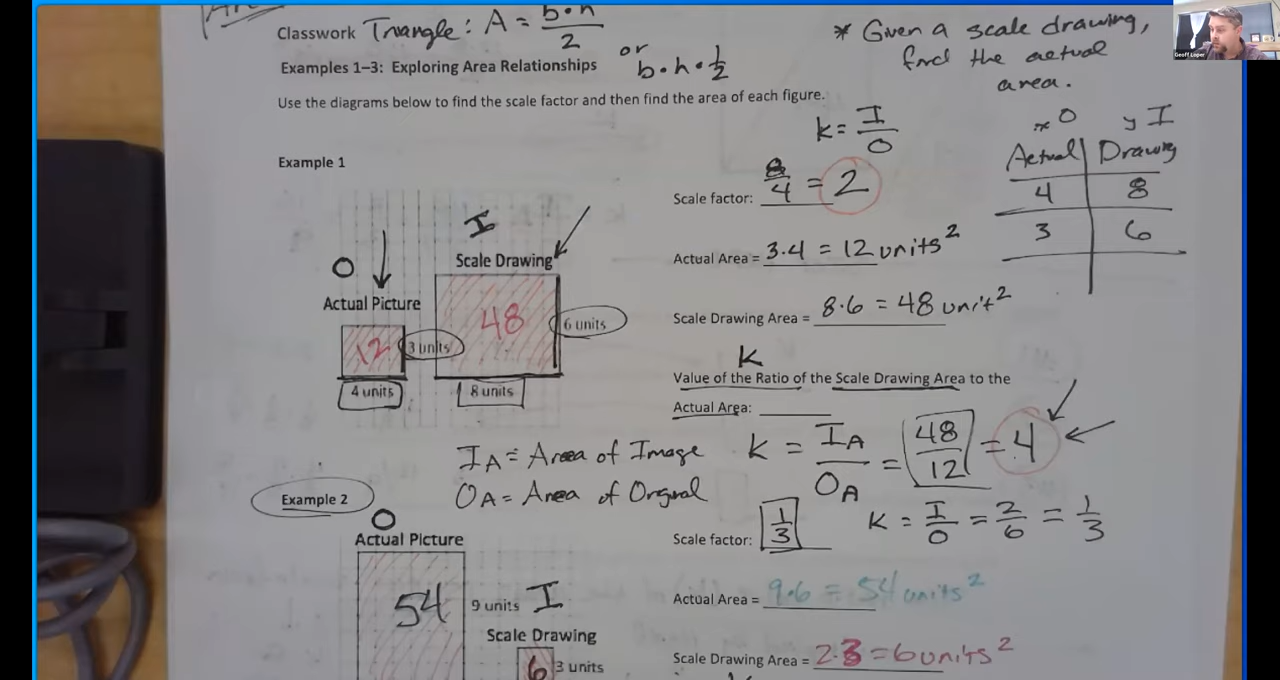 Classwork Triangle: A = b·h/2
or b·h·1/2
* Given a scale drawing, find the actual area.
Examples 1–3: Exploring Area Relationships
Use the diagrams below to find the scale factor and then find the area of each figure.
k = I/O
x O y I
Actual Drawing
4 8
3 6
Example 1
Scale factor: 8/4 = 2
Actual Area = 3·4 = 12 units²
Scale Drawing Area = 8·6 = 48 unit²
K
Value of the Ratio of the Scale Drawing Area to the
Actual Area:
k = I_A/O_A = 48/12 = 4
I
Scale Drawing
O
Actual Picture
48
12
6 units
3 units
4 units
8 units
I_A = Area of Image
O_A = Area of Orginal
Example 2
O
Actual Picture
54
9 units
I
Scale Drawing
6
3 units
Scale factor: 1/3
K = I/O = 2/6 = 1/3
Actual Area = 9·6 = 54 units²
Scale Drawing Area = 2·3 = 6 units²
Geoff Loper